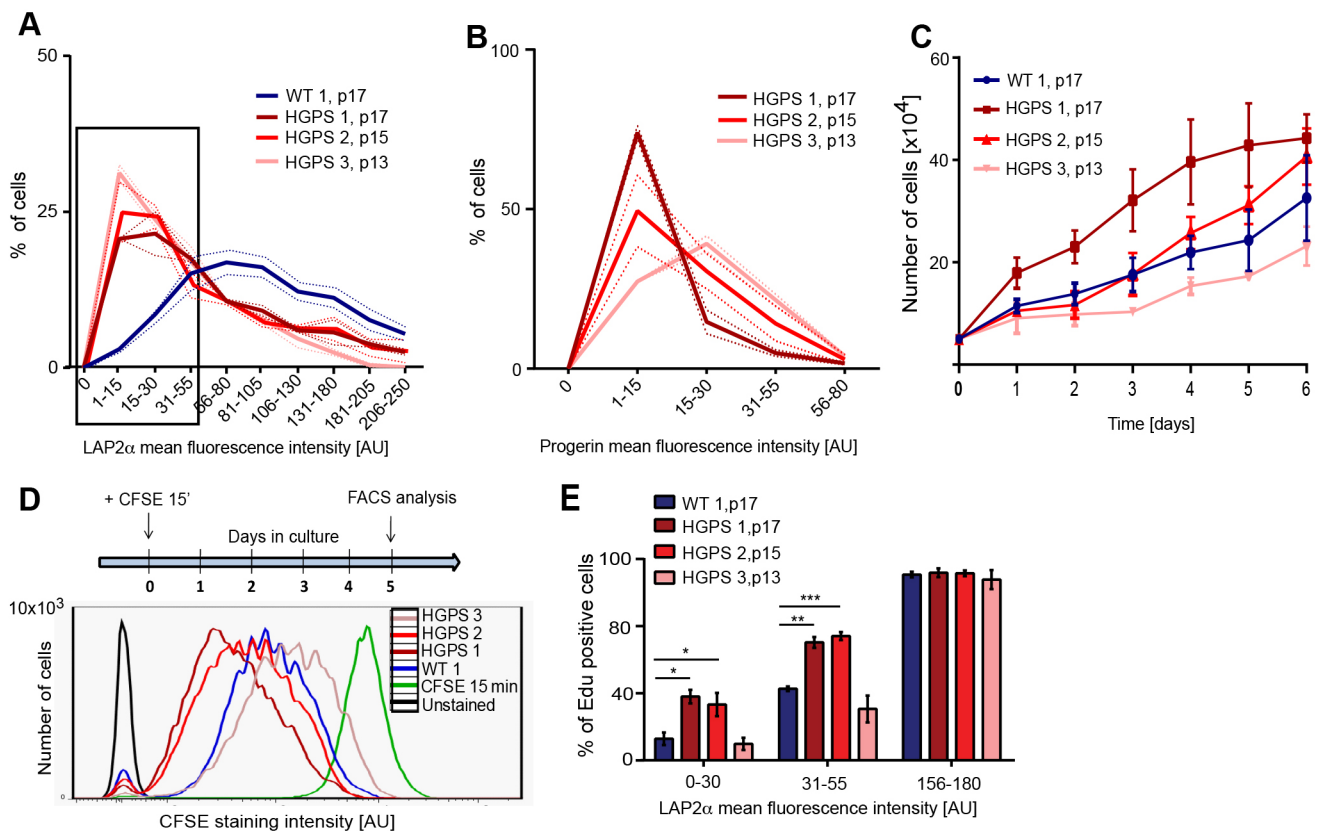 A
50
25
0
% of cells
WT 1, p17
HGPS 1, p17
HGPS 2, p15
HGPS 3, p13
0
1-15
15-30
31-55
56-80
81-105
106-130
131-180
181-205
206-250
LAP2α mean fluorescence intensity [AU]
B
100
50
0
% of cells
HGPS 1, p17
HGPS 2, p15
HGPS 3, p13
0
1-15
15-30
31-55
56-80
Progerin mean fluorescence intensity [AU]
C
60
40
20
Number of cells [x10⁴]
WT 1, p17
HGPS 1, p17
HGPS 2, p15
HGPS 3, p13
0 1 2 3 4 5 6
Time [days]
D
+ CFSE 15’
FACS analysis
Days in culture
0 1 2 3 4 5
10x10³
0
Number of cells
HGPS 3
HGPS 2
HGPS 1
WT 1
CFSE 15 min
Unstained
CFSE staining intensity [AU]
E
WT 1,p17
HGPS 1,p17
HGPS 2,p15
HGPS 3,p13
100
80
40
0
% of Edu positive cells
*
*
***
**
0-30
31-55
156-180
LAP2α mean fluorescence intensity [AU]